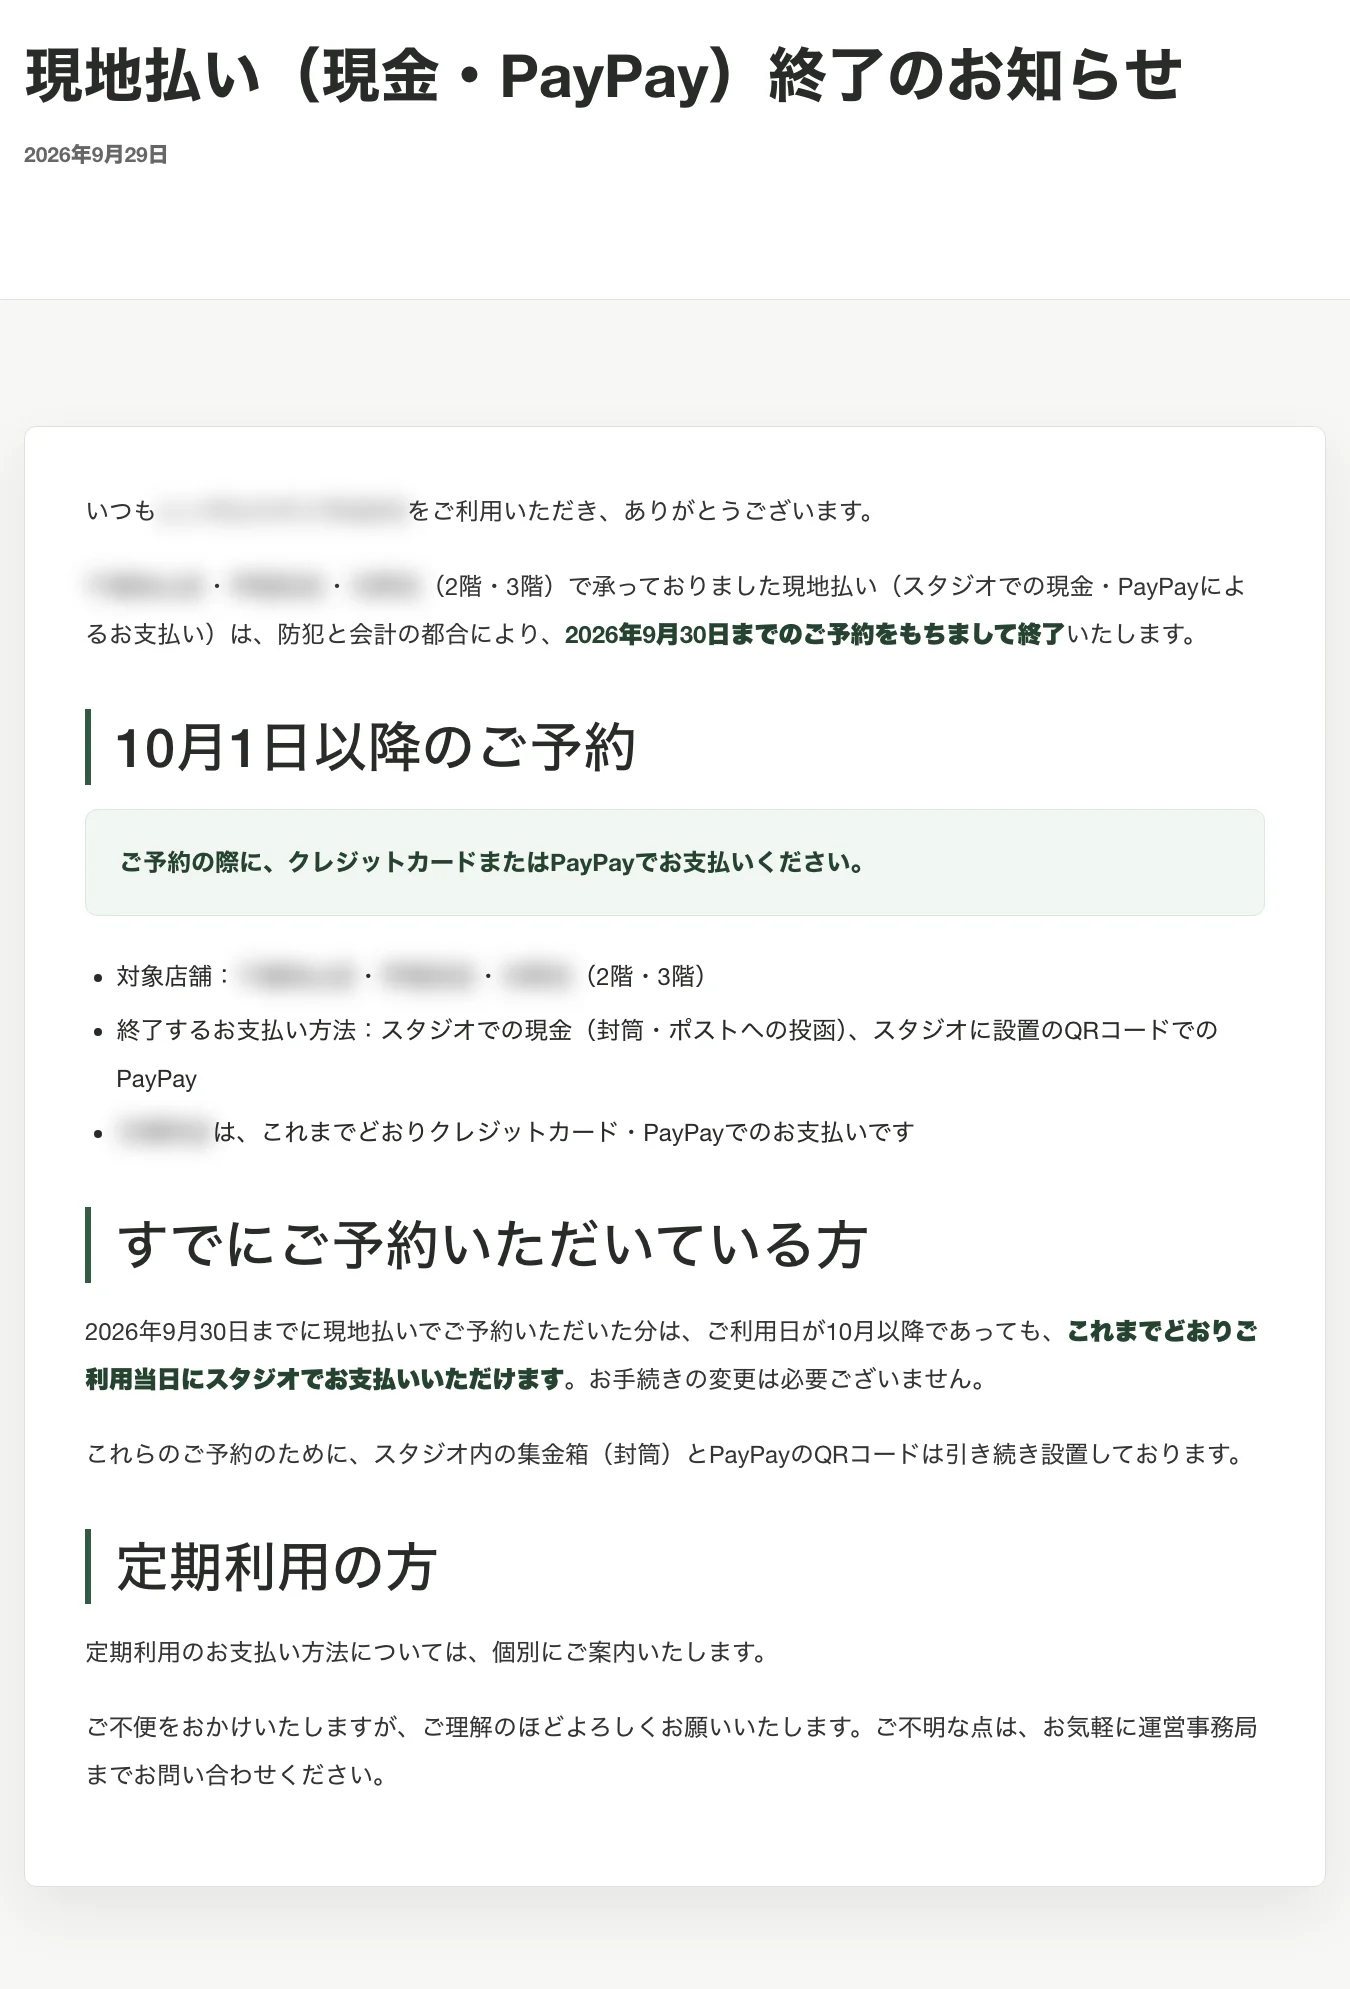 現地払い（現金・PayPay）終了のお知らせ
2026年9月29日
いつも をご利用いただき、ありがとうございます。
・ ・ （2階・3階）で承っておりました現地払い（スタジオでの現金・PayPayによ
るお支払い）は、防犯と会計の都合により、2026年9月30日までのご予約をもちまして終了いたします。
10月1日以降のご予約
ご予約の際に、クレジットカードまたはPayPayでお支払いください。
• 対象店舗： ・ ・ （2階・3階）
• 終了するお支払い方法：スタジオでの現金（封筒・ポストへの投函）、スタジオに設置のQRコードでの
PayPay
• は、これまでどおりクレジットカード・PayPayでのお支払いです
すでにご予約いただいている方
2026年9月30日までに現地払いでご予約いただいた分は、ご利用日が10月以降であっても、これまでどおりご
利用当日にスタジオでお支払いいただけます。お手続きの変更は必要ございません。
これらのご予約のために、スタジオ内の集金箱（封筒）とPayPayのQRコードは引き続き設置しております。
定期利用の方
定期利用のお支払い方法については、個別にご案内いたします。
ご不便をおかけいたしますが、ご理解のほどよろしくお願いいたします。ご不明な点は、お気軽に運営事務局
までお問い合わせください。